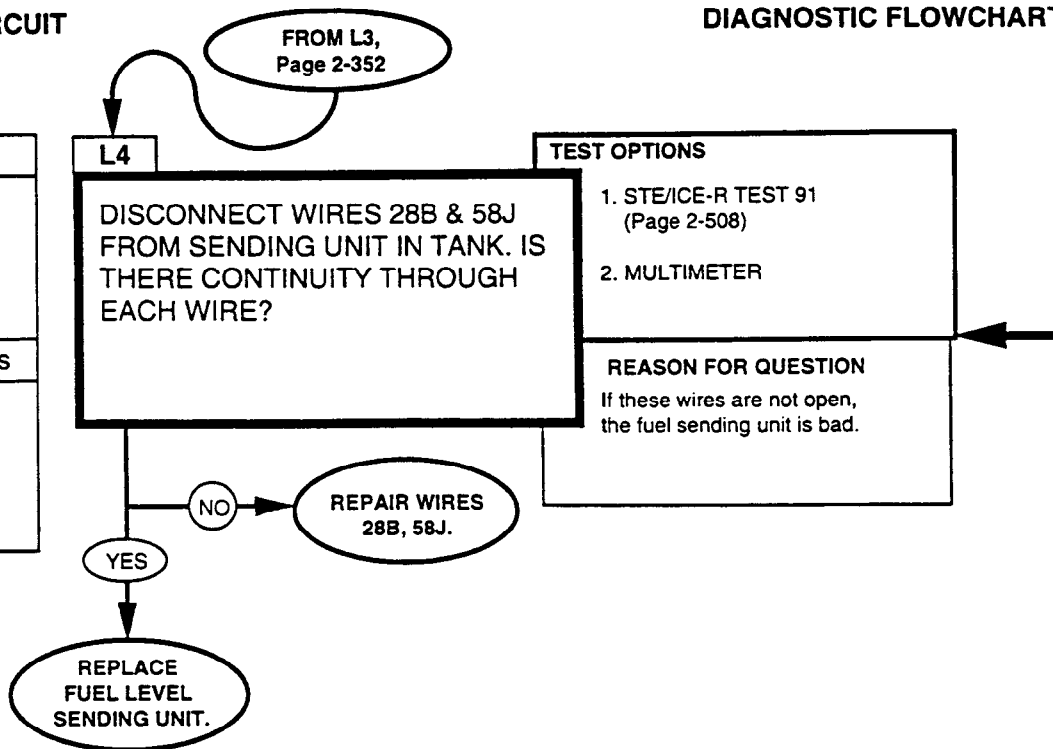 RCUIT
DIAGNOSTIC FLOWCHART
FROM L3,
Page 2-352
L4
DISCONNECT WIRES 28B & 58J
FROM SENDING UNIT IN TANK. IS
THERE CONTINUITY THROUGH
EACH WIRE?
TEST OPTIONS
1. STE/ICE-R TEST 91
(Page 2-508)
2. MULTIMETER
S
REASON FOR QUESTION
If these wires are not open,
the fuel sending unit is bad.
NO
REPAIR WIRES
28B, 58J.
YES
REPLACE
FUEL LEVEL
SENDING UNIT.